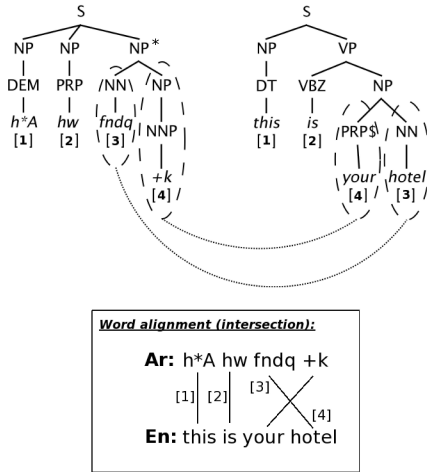 S S
NP NP NP* NP VP
DEM PRP NN NP DT VBZ NP
h*A hw fndq NNP this is PRP$ NN
[1] [2] [3] [1] [2]
+k your hotel
[4] [4] [3]
Word alignment (intersection):
Ar: h*A hw fndq +k
[1] [2] [3] [4]
En: this is your hotel